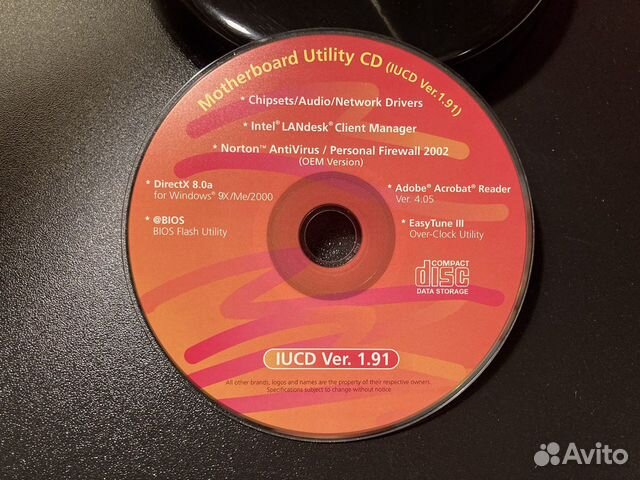 Motherboard Utility CD (IUCD Ver.1.91)
* Chipsets/Audio/Network Drivers
* Intel® LANdesk® Client Manager
* Norton™ AntiVirus / Personal Firewall 2002
(OEM Version)
* DirectX 8.0a
for Windows® 9X/Me/2000
* @BIOS
BIOS Flash Utility
* Adobe® Acrobat® Reader
Ver. 4.05
* EasyTune III
Over-Clock Utility
COMPACT
disc
DATA STORAGE
IUCD Ver. 1.91
All other brands, logos and names are the property of their respective owners.
Specifications subject to change without notice
Avito